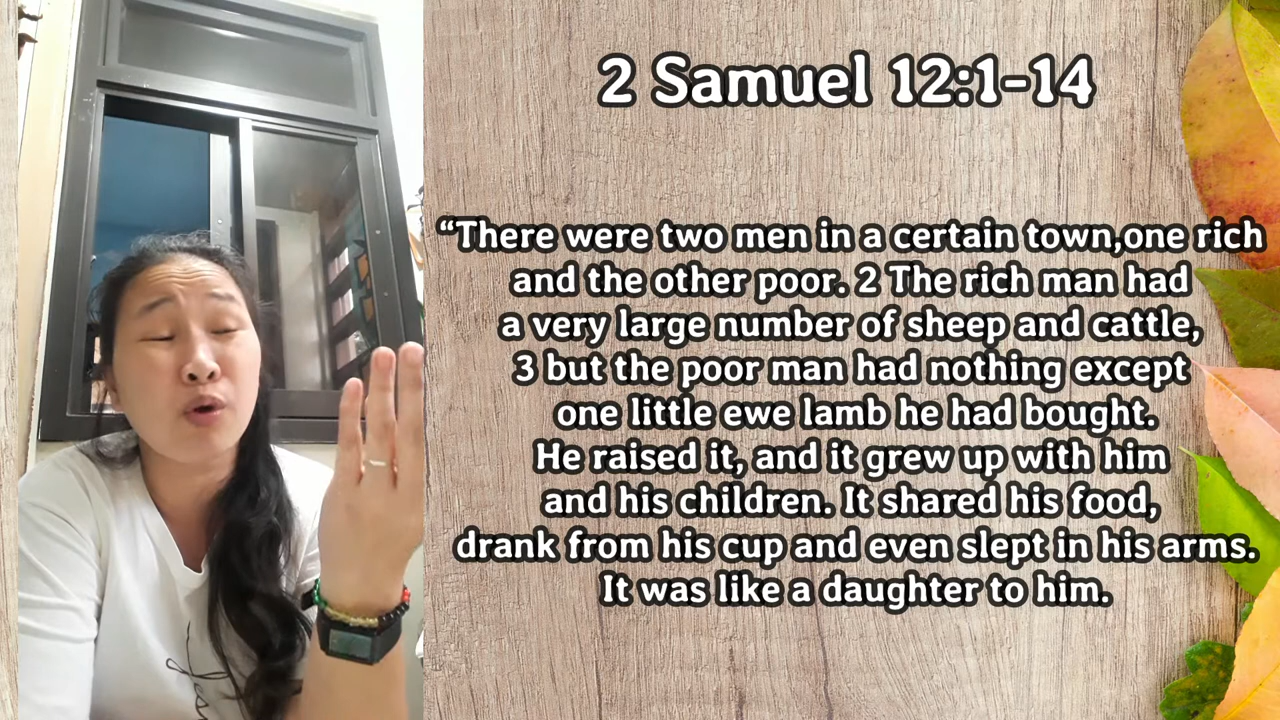 2 Samuel 12:1-14
“There were two men in a certain town,one rich
and the other poor. 2 The rich man had
a very large number of sheep and cattle,
3 but the poor man had nothing except
one little ewe lamb he had bought.
He raised it, and it grew up with him
and his children. It shared his food,
drank from his cup and even slept in his arms.
It was like a daughter to him.